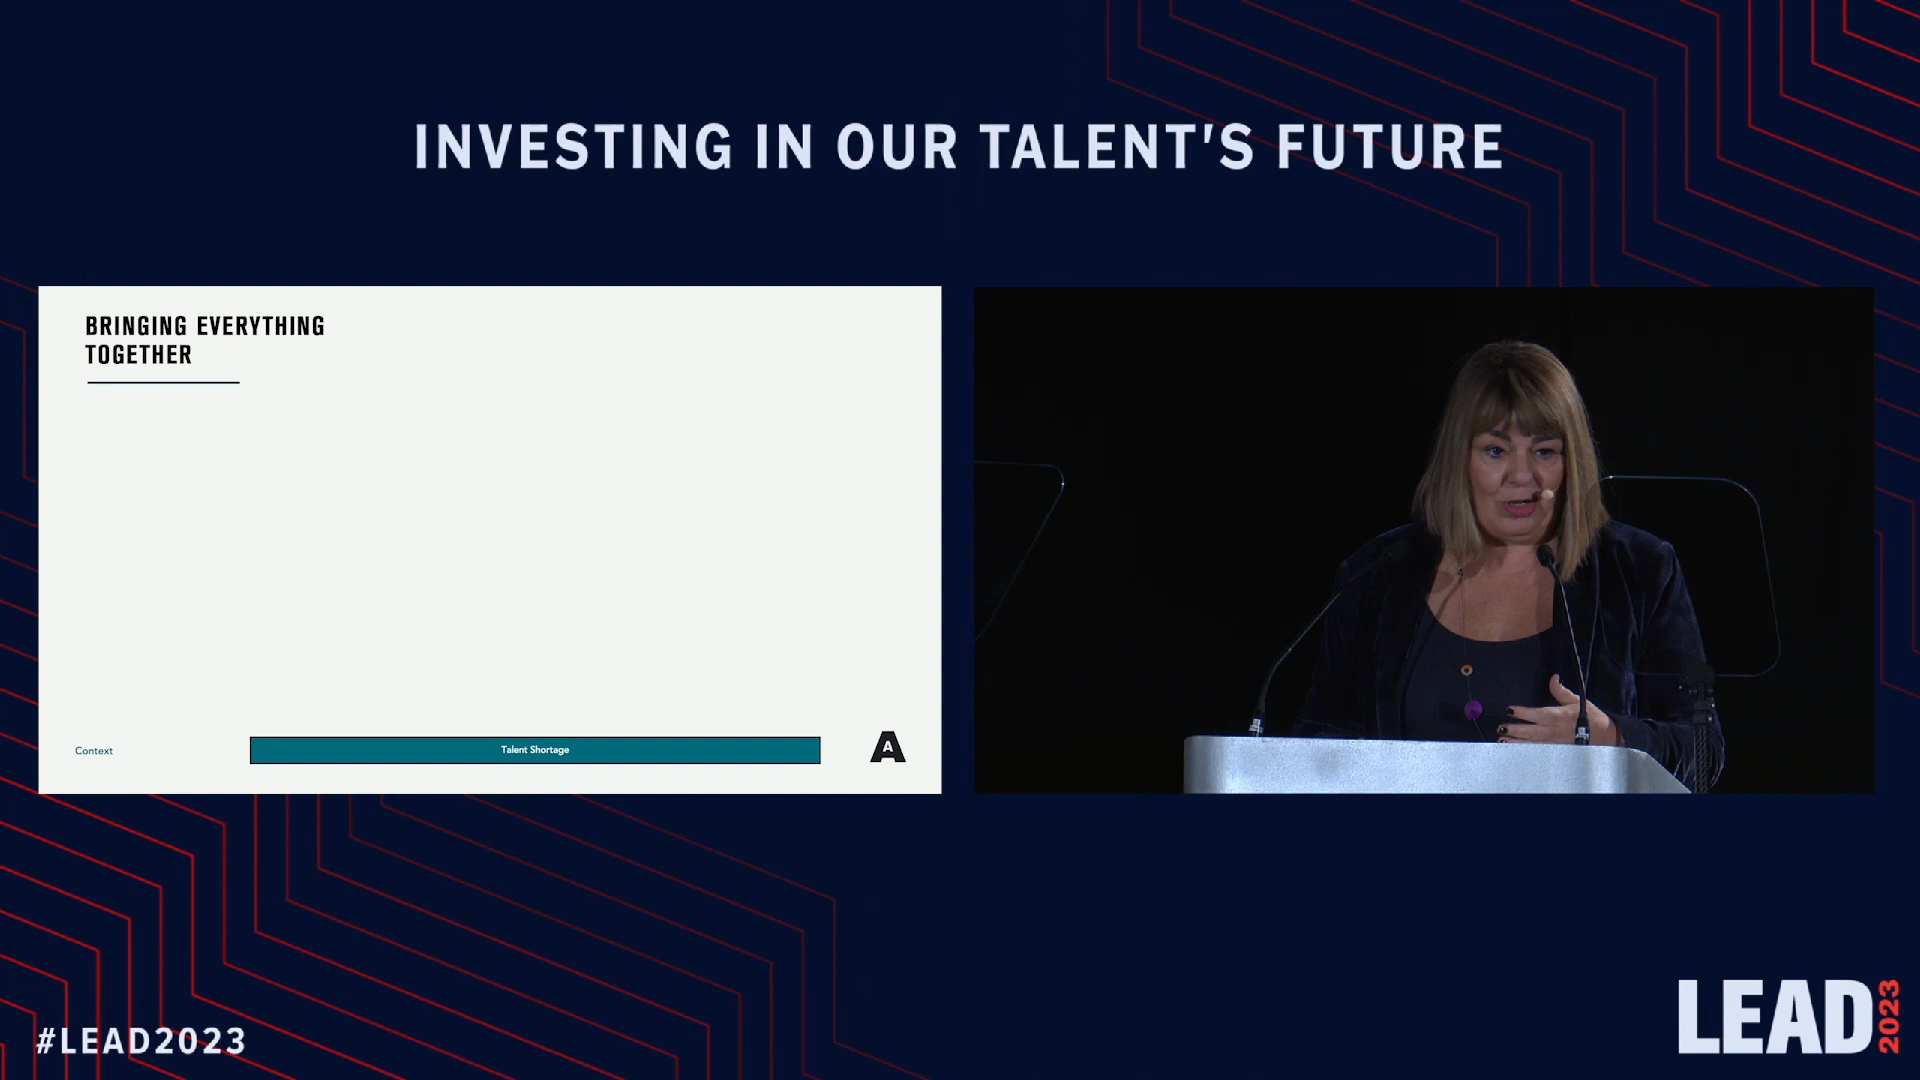 INVESTING IN OUR TALENT'S FUTURE
BRINGING EVERYTHING
TOGETHER
Context
Talent Shortage
A
#LEAD2023
LEAD 2023